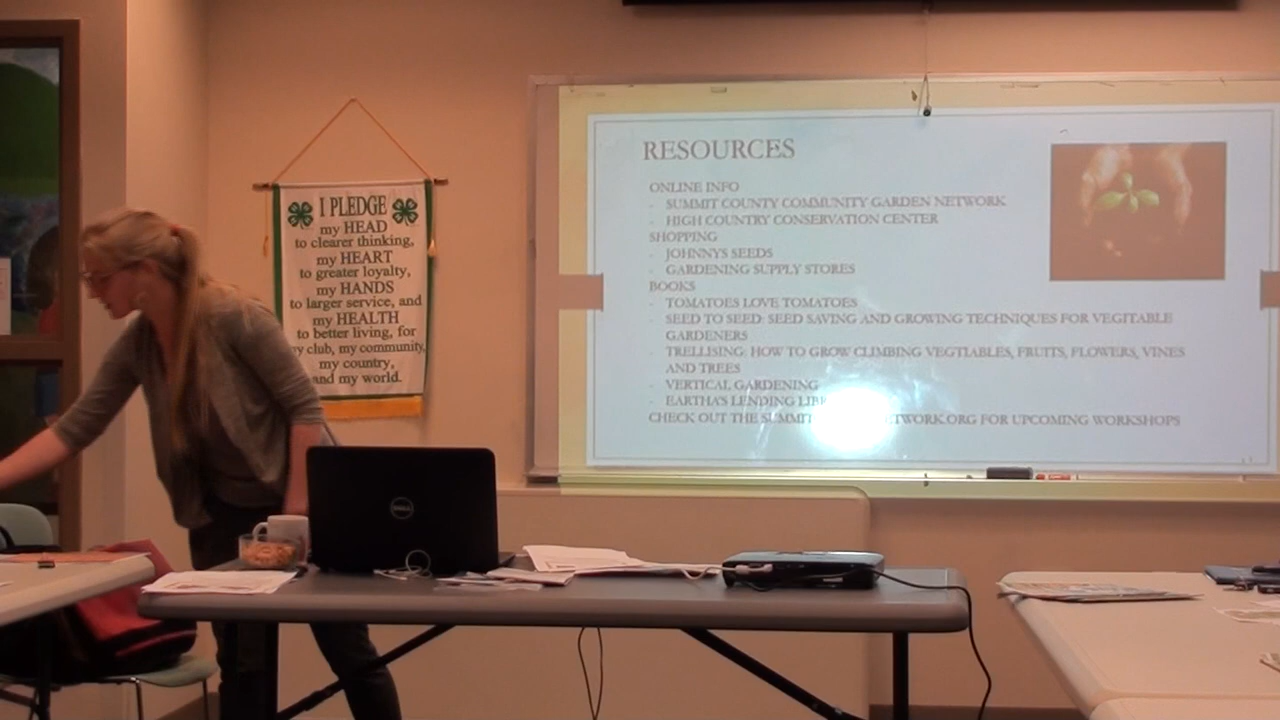 I PLEDGE
my HEAD
to clearer thinking,
my HEART
to greater loyalty,
my HANDS
to larger service, and
my HEALTH
to better living, for
my club, my community,
my country,
and my world.
RESOURCES
ONLINE INFO
- SUMMIT COUNTY COMMUNITY GARDEN NETWORK
- HIGH COUNTRY CONSERVATION CENTER
SHOPPING
- JOHNNYS SEEDS
- GARDENING SUPPLY STORES
BOOKS
- TOMATOES LOVE TOMATOES
- SEED TO SEED: SEED SAVING AND GROWING TECHNIQUES FOR VEGITABLE
GARDENERS
- TRELLISING: HOW TO GROW CLIMBING VEGTIABLES, FRUITS, FLOWERS, VINES
AND TREES
- VERTICAL GARDENING
- EARTHA'S LENDING
CHECK OUT THE SUMMIT FOR UPCOMING WORKSHOPS
DELL